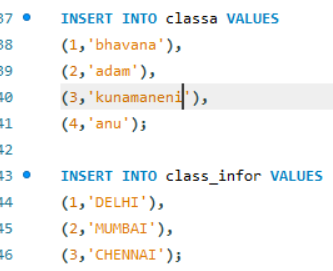 37 INSERT INTO classa VALUES
38 (1,'bhavana'),
39 (2,'adam'),
40 (3,'kunamaneni'),
41 (4,'anu');
42
43 INSERT INTO class_infor VALUES
44 (1,'DELHI'),
45 (2,'MUMBAI'),
46 (3,'CHENNAI');